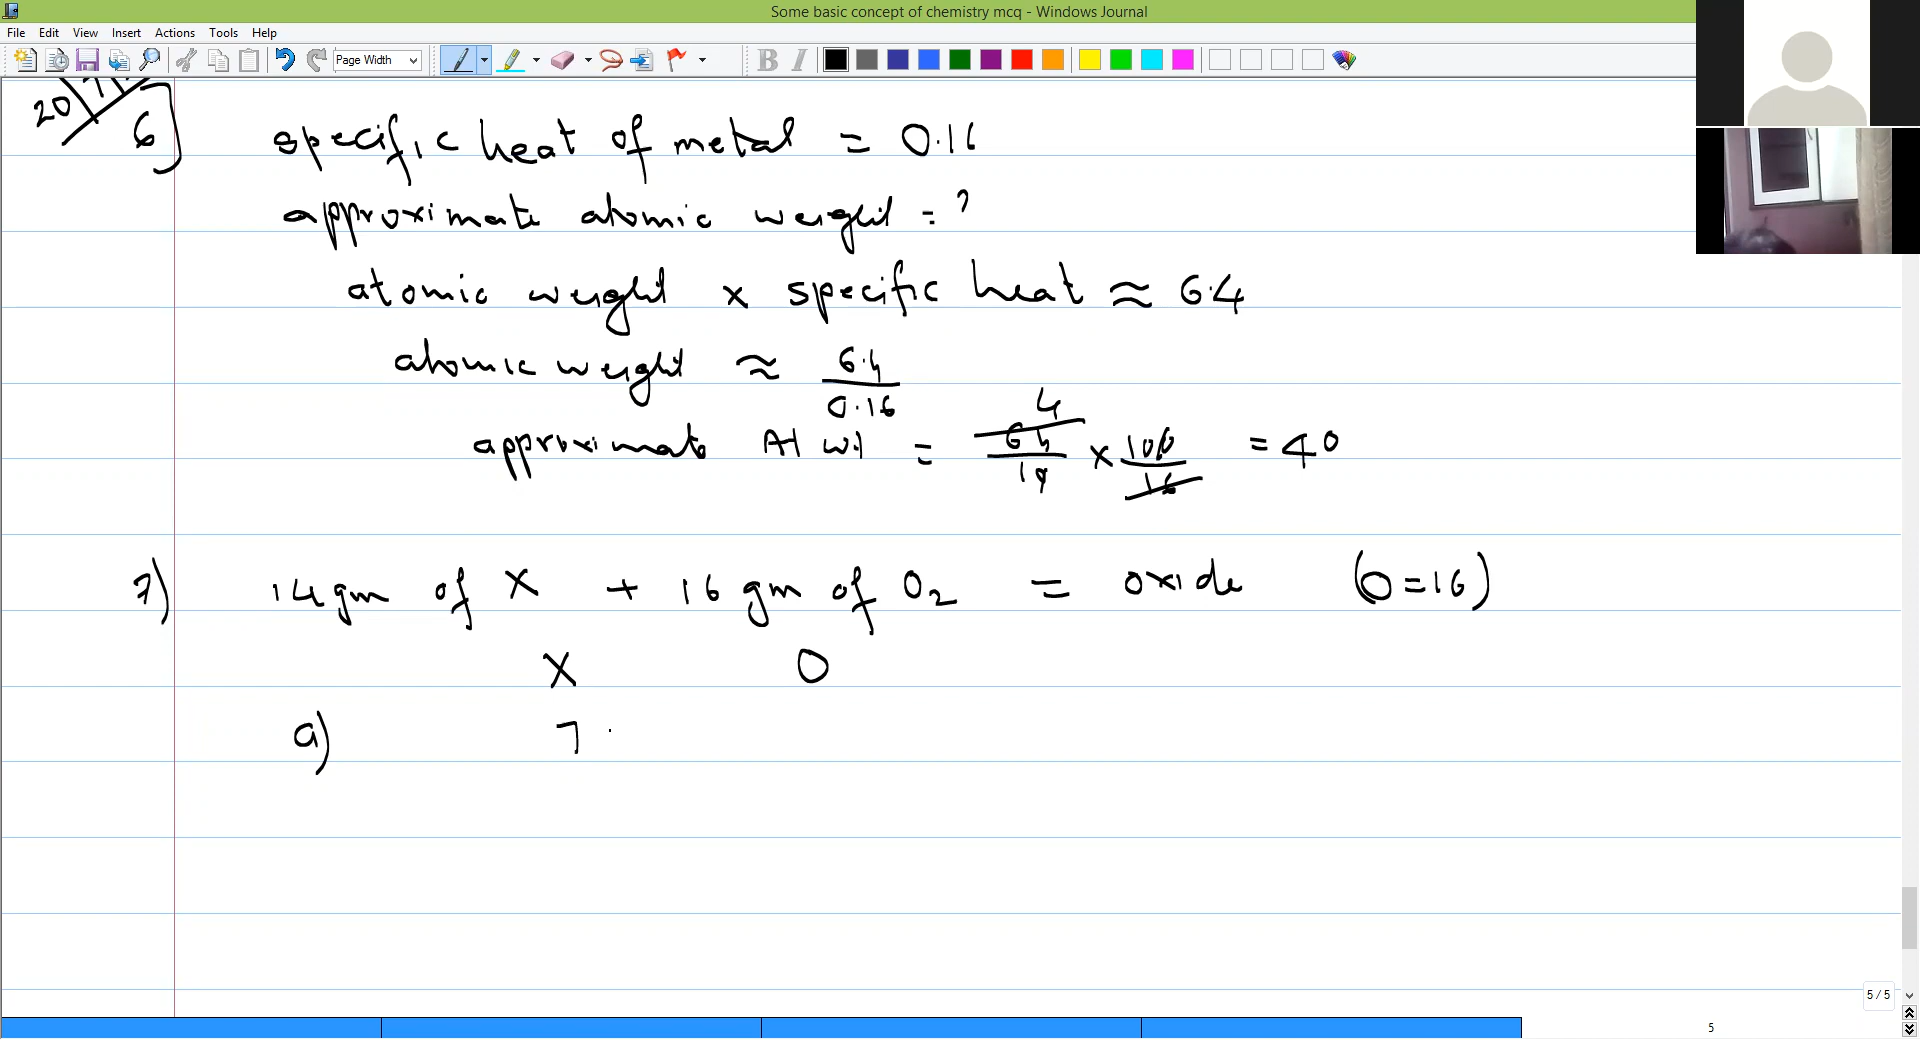 Some basic concept of chemistry mcq - Windows Journal
File Edit View Insert Actions Tools Help
Page Width
B I
20
6) specific heat of metal = 0.16
approximate atomic weight = ?
atomic weight x specific heat ≈ 6.4
atomic weight ≈ 6.4 / 0.16
approximate At wt = 64 / 10 x 100 / 16 = 40
4
7) 14 gm of X + 16 gm of O2 = oxide (O=16)
X O
a) 7.
5 / 5
5